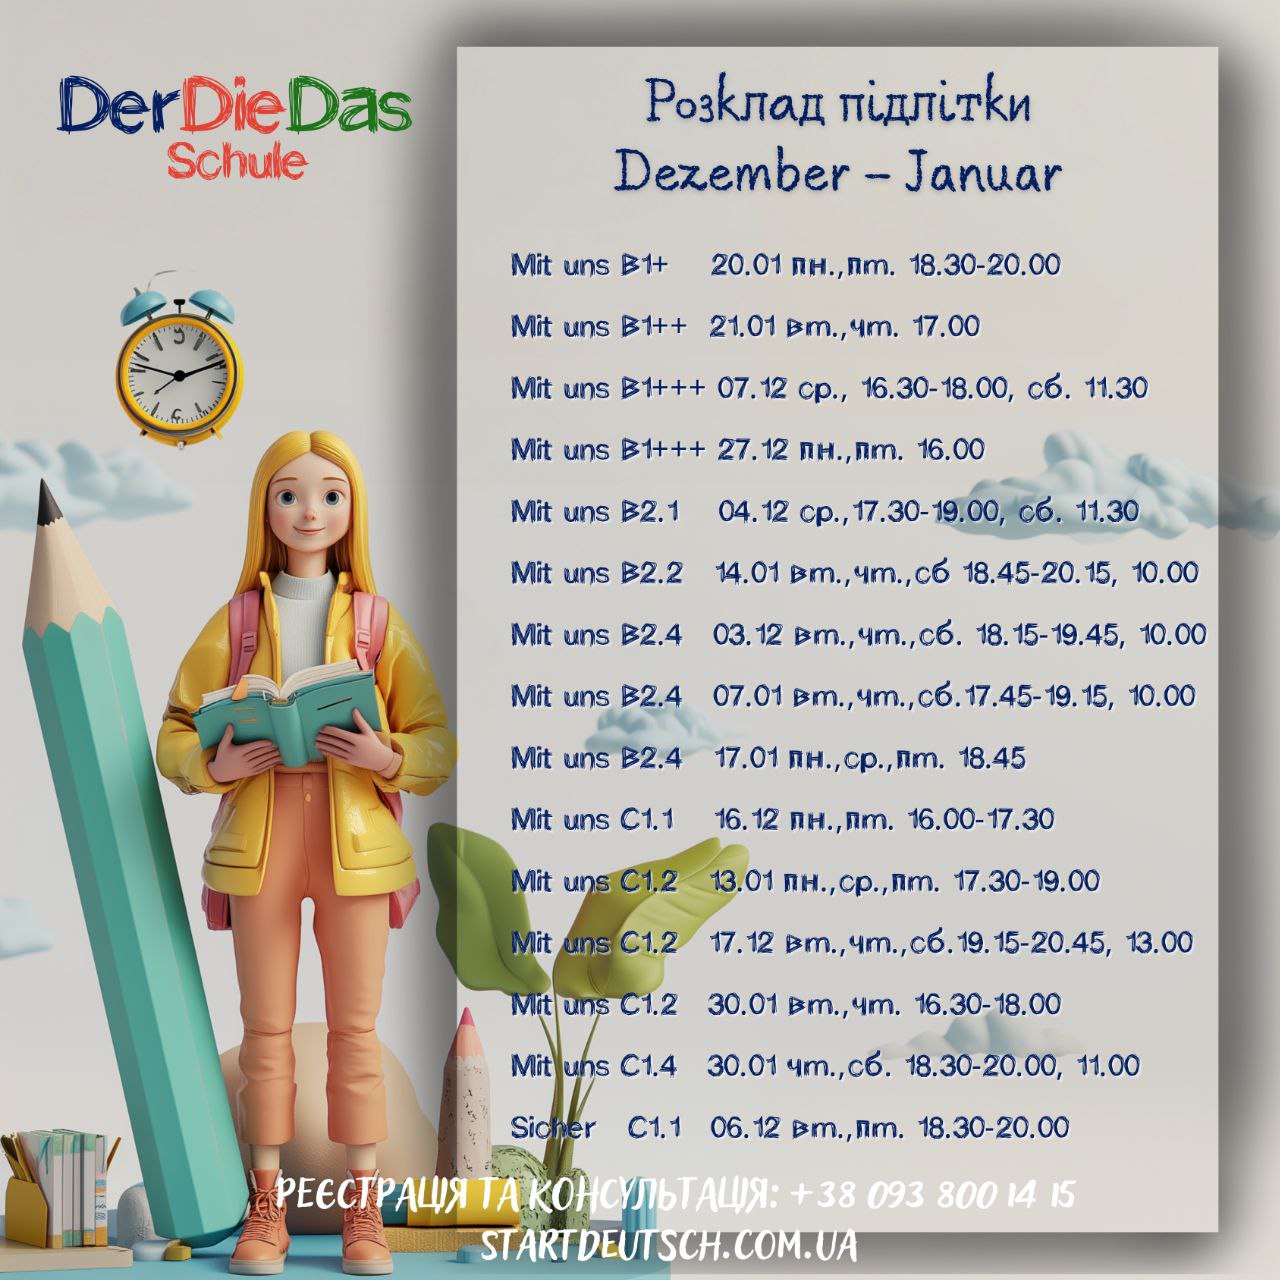 DerDieDas
Schule
Розклад підлітки
Dezember – Januar
Mit uns B1+ 20.01 пн.,пт. 18.30-20.00
Mit uns B1++ 21.01 вт.,чт. 17.00
Mit uns B1+++ 07.12 ср., 16.30-18.00, сб. 11.30
Mit uns B1+++ 27.12 пн.,пт. 16.00
Mit uns B2.1 04.12 ср.,17.30-19.00, сб. 11.30
Mit uns B2.2 14.01 вт.,чт.,сб 18.45-20.15, 10.00
Mit uns B2.4 03.12 вт.,чт.,сб. 18.15-19.45, 10.00
Mit uns B2.4 07.01 вт.,чт.,сб.17.45-19.15, 10.00
Mit uns B2.4 17.01 пн.,ср.,пт. 18.45
Mit uns C1.1 16.12 пн.,пт. 16.00-17.30
Mit uns C1.2 13.01 пн.,ср.,пт. 17.30-19.00
Mit uns C1.2 17.12 вт.,чт.,сб.19.15-20.45, 13.00
Mit uns C1.2 30.01 вт.,чт. 16.30-18.00
Mit uns C1.4 30.01 чт.,сб. 18.30-20.00, 11.00
Sicher C1.1 06.12 вт.,пт. 18.30-20.00
РЕЄСТРАЦІЯ ТА КОНСУЛЬТАЦІЯ: +38 093 800 14 15
STARTDEUTSCH.COM.UA